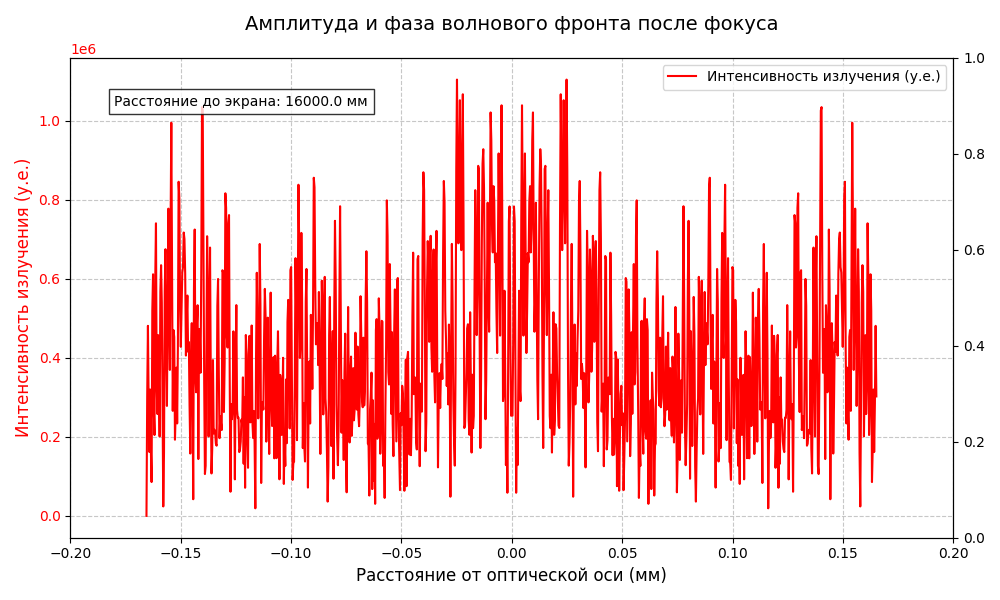 Амплитуда и фаза волнового фронта после фокуса
1e6
Интенсивность излучения (у.е.)
Расстояние до экрана: 16000.0 мм
Интенсивность излучения (у.е.)
1.0
0.8
0.6
0.4
0.2
0.0
1.0
0.8
0.6
0.4
0.2
0.0
−0.20 −0.15 −0.10 −0.05 0.00 0.05 0.10 0.15 0.20
Расстояние от оптической оси (мм)